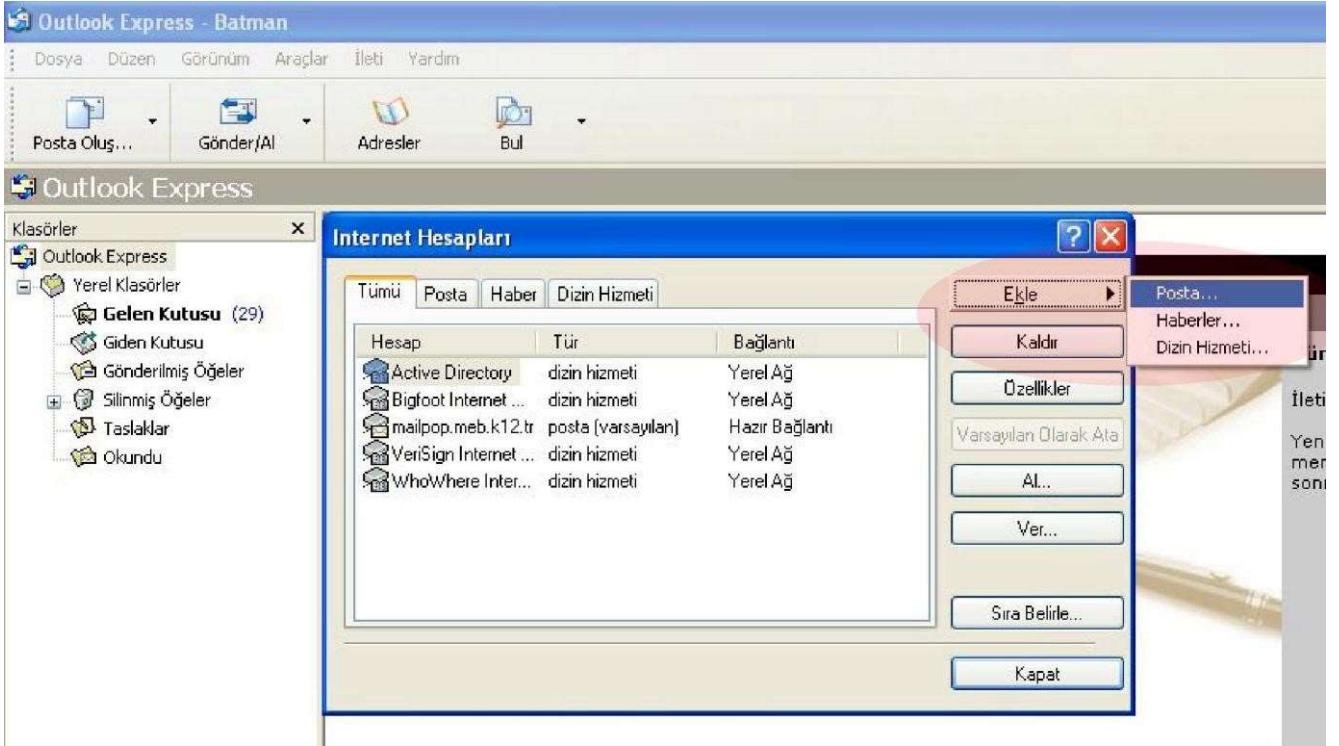 Outlook Express - Batman
Dosya Düzen Görünüm Araçlar İleti Yardım
Posta Oluş... Gönder/Al Adresler Bul
Outlook Express
Klasörler
Outlook Express
Yerel Klasörler
Gelen Kutusu (29)
Giden Kutusu
Gönderilmiş Öğeler
Silinmiş Öğeler
Taslaklar
Okundu
Internet Hesapları
Tümü Posta Haber Dizin Hizmeti
Hesap Tür Bağlantı
Active Directory dizin hizmeti Yerel Ağ
Bigfoot Internet ... dizin hizmeti Yerel Ağ
mailpop.meb.k12.tr posta (varsayılan) Hazır Bağlantı
VeriSign Internet ... dizin hizmeti Yerel Ağ
WhoWhere Inter... dizin hizmeti Yerel Ağ
Ekle
Kaldır
Özellikler
Varsayılan Olarak Ata
Al...
Ver...
Sıra Belirle...
Kapat
Posta...
Haberler...
Dizin Hizmeti...
İleti
Yen
mer